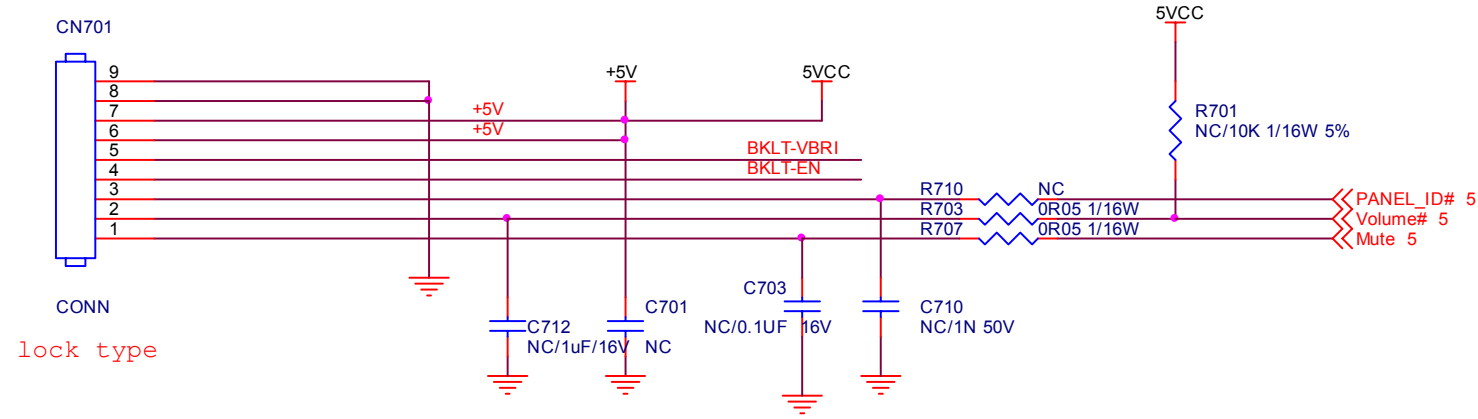 5VCC
CN701
+5V 5VCC
9
8
7 +5V
6 +5V
5 BKLT-VBRI
4 BKLT-EN
3 R710 NC PANEL_ID# 5
2 R703 0R05 1/16W Volume# 5
1 R707 0R05 1/16W Mute 5
R701
NC/10K 1/16W 5%
CONN
lock type
C712
NC/1uF/16V
C701
NC
C703
NC/0.1UF 16V
C710
NC/1N 50V